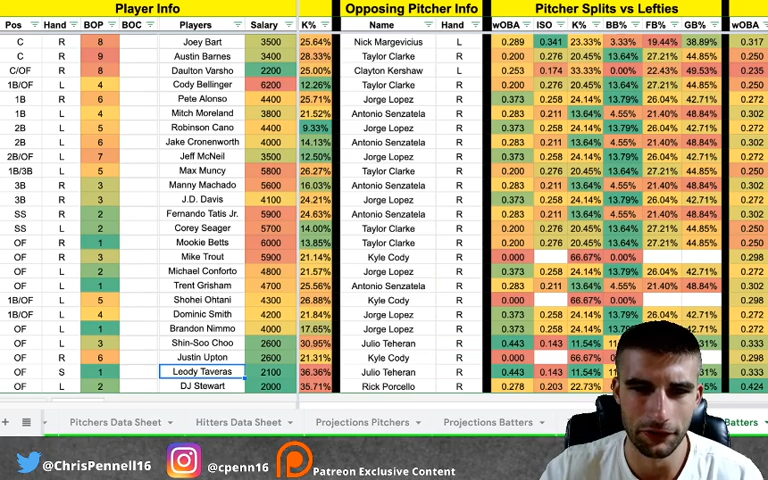 Player Info Opposing Pitcher Info Pitcher Splits vs Lefties
Pos Hand BOP BOC Players Salary K% Name Hand wOBA ISO K% BB% FB% GB% wOBA
C R 8 Joey Bart 3500 25.64% Nick Margevicius L 0.289 0.341 23.33% 3.33% 19.44% 38.89% 0.317
C R 9 Austin Barnes 3400 28.33% Taylor Clarke R 0.200 0.276 20.45% 13.64% 27.21% 44.85% 0.250
C/OF R 8 Daulton Varsho 2200 25.00% Clayton Kershaw L 0.253 0.174 33.33% 0.00% 22.43% 49.53% 0.235
1B/OF L 4 Cody Bellinger 6200 12.26% Taylor Clarke R 0.200 0.276 20.45% 13.64% 27.21% 44.85% 0.250
1B R 6 Pete Alonso 4400 25.71% Jorge Lopez R 0.373 0.258 24.14% 13.79% 26.04% 42.71% 0.272
1B L 4 Mitch Moreland 3800 21.52% Antonio Senzatela R 0.283 0.211 13.64% 4.55% 21.40% 48.84% 0.302
2B L 5 Robinson Cano 4400 9.33% Jorge Lopez R 0.373 0.258 24.14% 13.79% 26.04% 42.71% 0.272
2B L 6 Jake Cronenworth 4400 14.13% Antonio Senzatela R 0.283 0.211 13.64% 4.55% 21.40% 48.84% 0.302
2B/OF L 7 Jeff McNeil 3500 12.50% Jorge Lopez R 0.373 0.258 24.14% 13.79% 26.04% 42.71% 0.272
1B/3B L 5 Max Muncy 5800 26.27% Taylor Clarke R 0.200 0.276 20.45% 13.64% 27.21% 44.85% 0.250
3B R 3 Manny Machado 5600 16.03% Antonio Senzatela R 0.283 0.211 13.64% 4.55% 21.40% 48.84% 0.302
3B R 3 J.D. Davis 4100 24.21% Jorge Lopez R 0.373 0.258 24.14% 13.79% 26.04% 42.71% 0.272
SS R 2 Fernando Tatis Jr. 5900 24.63% Antonio Senzatela R 0.283 0.211 13.64% 4.55% 21.40% 48.84% 0.302
SS L 2 Corey Seager 5700 14.00% Taylor Clarke R 0.200 0.276 20.45% 13.64% 27.21% 44.85% 0.250
OF R 1 Mookie Betts 6000 13.85% Taylor Clarke R 0.200 0.276 20.45% 13.64% 27.21% 44.85% 0.250
OF R 3 Mike Trout 5900 21.14% Kyle Cody R 0.000 66.67% 0.00% 0.298
OF L 2 Michael Conforto 4800 21.57% Jorge Lopez R 0.373 0.258 24.14% 13.79% 26.04% 42.71% 0.272
OF L 1 Trent Grisham 4700 25.56% Antonio Senzatela R 0.283 0.211 13.64% 4.55% 21.40% 48.84% 0.302
1B/OF L 5 Shohei Ohtani 4300 26.88% Kyle Cody R 0.000 66.67% 0.00% 0.298
1B/OF L 4 Dominic Smith 4200 21.84% Jorge Lopez R 0.373 0.258 24.14% 13.79% 26.04% 42.71% 0.272
OF L 1 Brandon Nimmo 4000 17.65% Jorge Lopez R 0.373 0.258 24.14% 13.79% 26.04% 42.71% 0.272
OF L 3 Shin-Soo Choo 2600 30.95% Julio Teheran R 0.443 0.143 11.54% 0.333
OF R 6 Justin Upton 2600 21.31% Kyle Cody R 0.000 66.67% 0.298
OF S 1 Leody Taveras 2100 36.36% Julio Teheran R 0.443 0.143 11.54% 0.333
OF L 2 DJ Stewart 2000 35.71% Rick Porcello R 0.278 0.203 22.73% 0.424
+ Pitchers Data Sheet Hitters Data Sheet Projections Pitchers Projections Batters Batters
@ChrisPennell16 @cpenn16 Patreon Exclusive Content